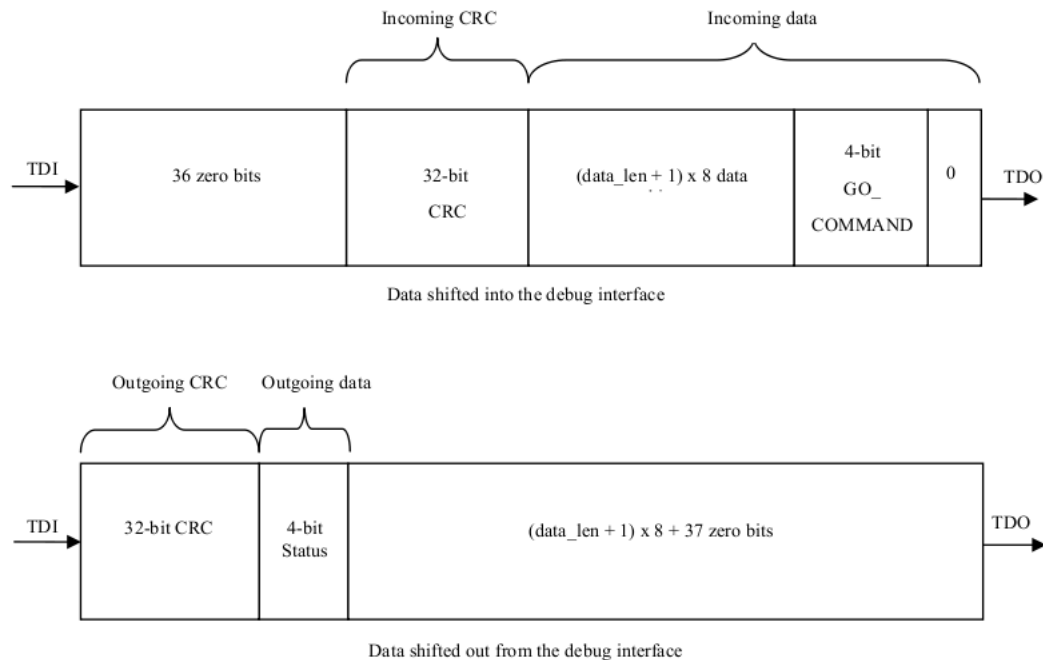 Incoming CRC
Incoming data
TDI
36 zero bits
32-bit
CRC
(data_len + 1) x 8 data
4-bit
GO_
COMMAND
0
TDO
Data shifted into the debug interface
Outgoing CRC
Outgoing data
TDI
32-bit CRC
4-bit
Status
(data_len + 1) x 8 + 37 zero bits
TDO
Data shifted out from the debug interface